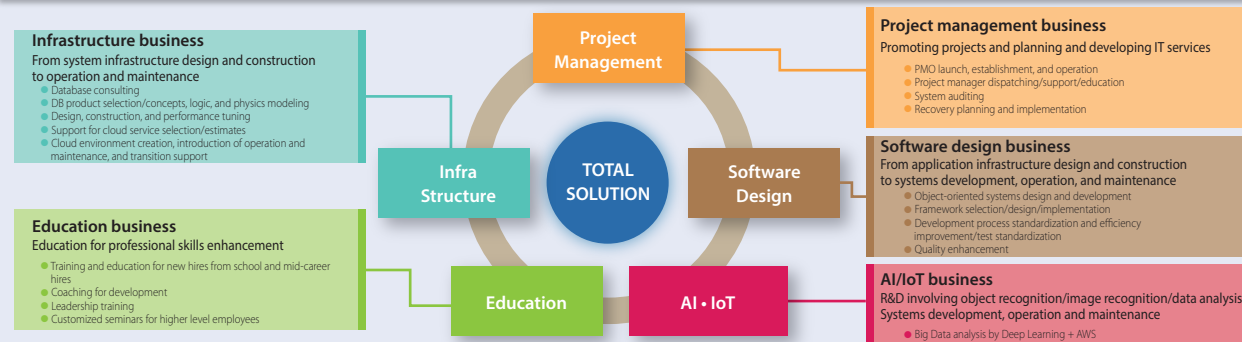 Infrastructure business
From system infrastructure design and construction
to operation and maintenance
● Database consulting
● DB product selection/concepts, logic, and physics modeling
● Design, construction, and performance tuning
● Support for cloud service selection/estimates
● Cloud environment creation, introduction of operation and
maintenance, and transition support
Education business
Education for professional skills enhancement
● Training and education for new hires from school and mid-career
hires
● Coaching for development
● Leadership training
● Customized seminars for higher level employees
Project
Management
Infra
Structure
TOTAL
SOLUTION
Software
Design
Education
AI • IoT
Project management business
Promoting projects and planning and developing IT services
● PMO launch, establishment, and operation
● Project manager dispatching/support/education
● System auditing
● Recovery planning and implementation
Software design business
From application infrastructure design and construction
to systems development, operation, and maintenance
● Object-oriented systems design and development
● Framework selection/design/implementation
● Development process standardization and efficiency
improvement/test standardization
● Quality enhancement
AI/IoT business
R&D involving object recognition/image recognition/data analysis
Systems development, operation and maintenance
● Big Data analysis by Deep Learning + AWS